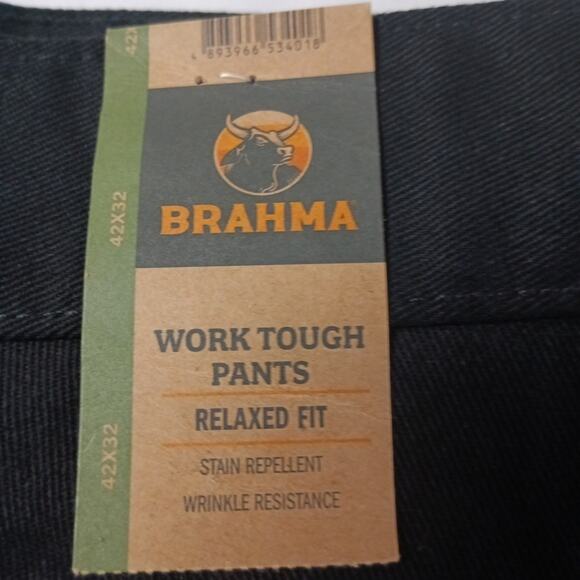 4 893966 534018
42X32
BRAHMA
42X32
WORK TOUGH
PANTS
RELAXED FIT
42X32
STAIN REPELLENT
WRINKLE RESISTANCE